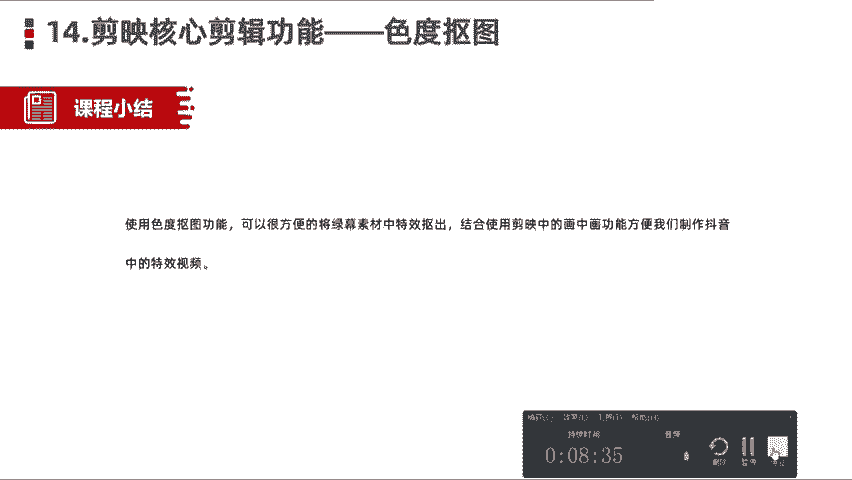 14.剪映核心剪辑功能——色度抠图
课程小结
使用色度抠图功能，可以很方便的将绿幕素材中特效抠出，结合使用剪映中的画中画功能方便我们制作抖音
中的特效视频。
持续时间 音频
0:08:35
删除 暂停